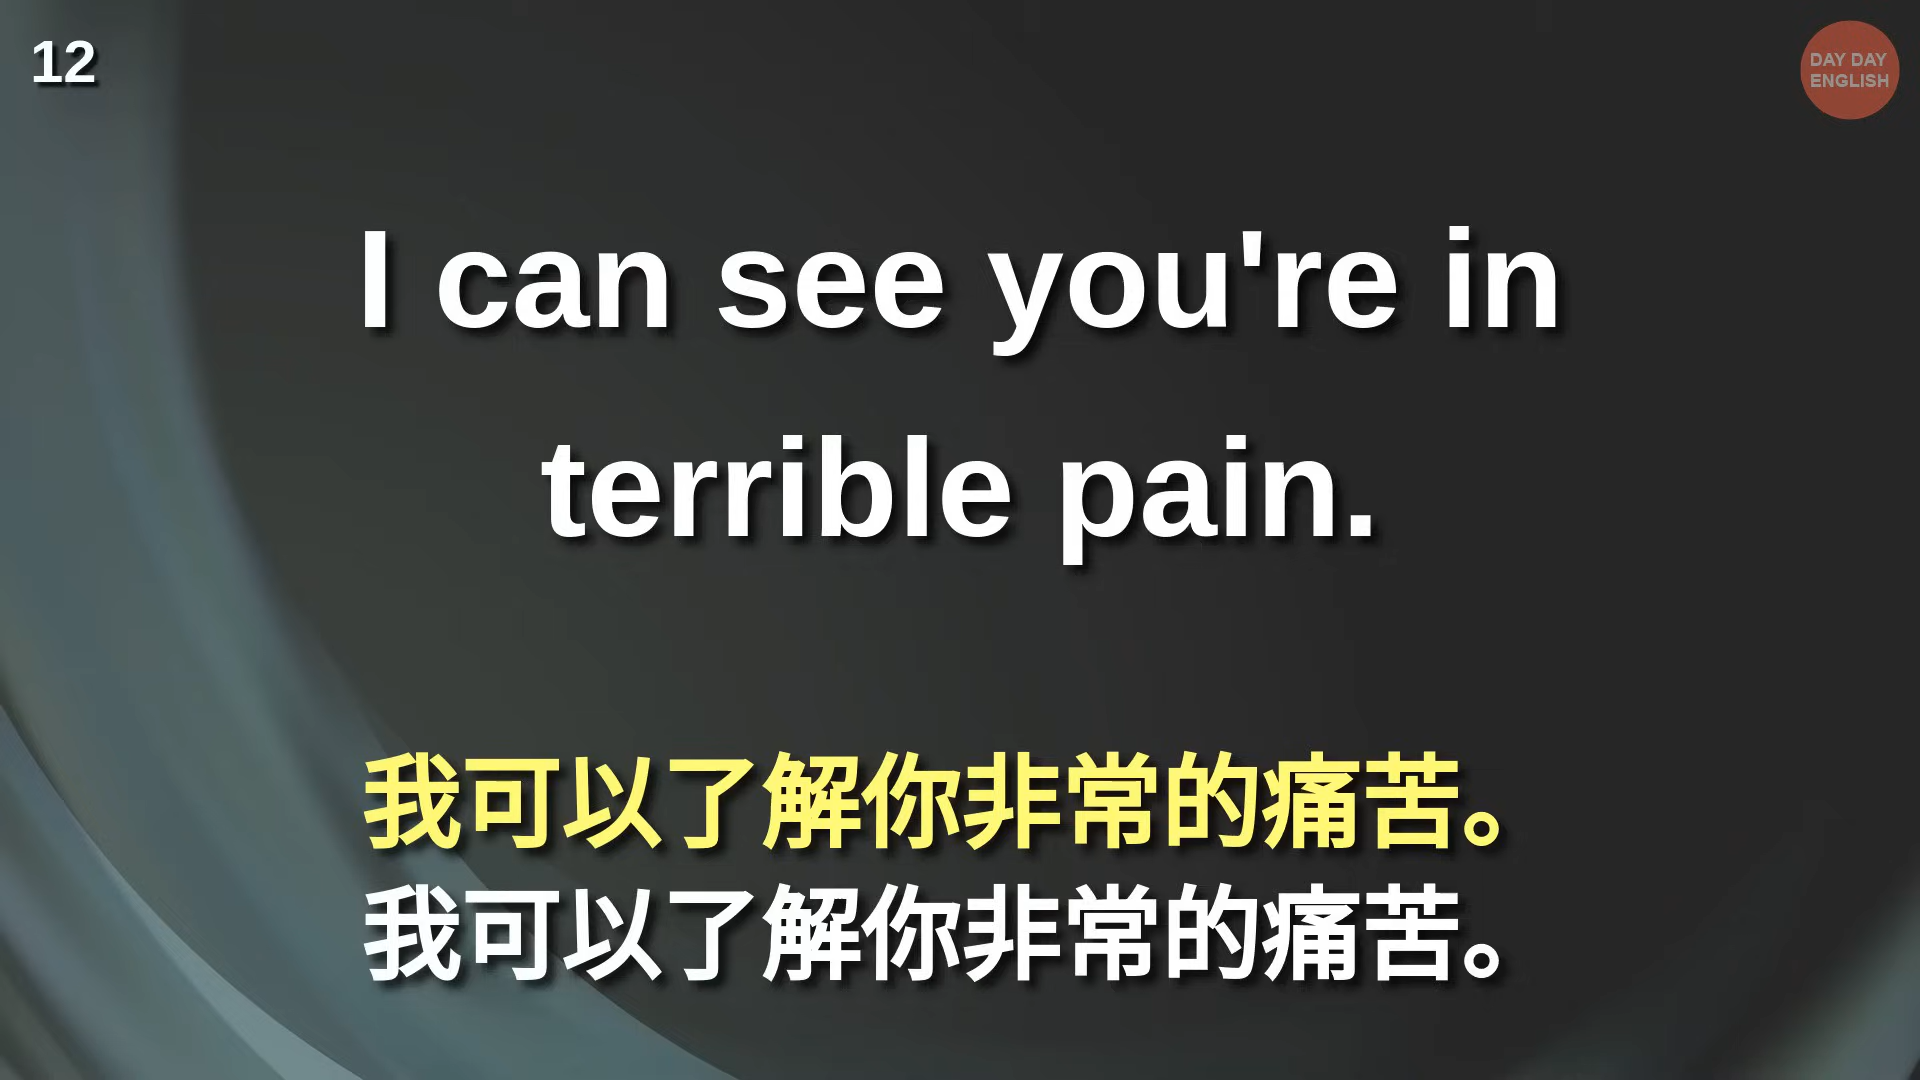 12
DAY DAY
ENGLISH
I can see you're in
terrible pain.
我可以了解你非常的痛苦。
我可以了解你非常的痛苦。